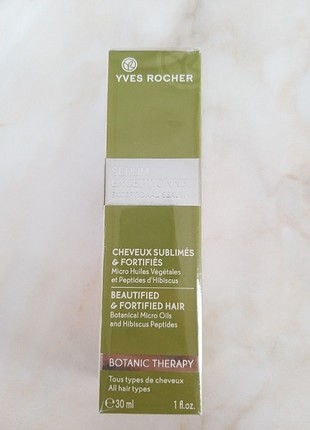 YVES ROCHER
SÉRUM
CHEVEUX SUBLIMÉS
& FORTIFIÉS
Micro Huiles Végétales
et Peptides d'Hibiscus
BEAUTIFIED
& FORTIFIED HAIR
Botanical Micro Oils
and Hibiscus Peptides
BOTANIC THERAPY
Tous types de cheveux
All hair types
℮ 30 ml 1 fl.oz.